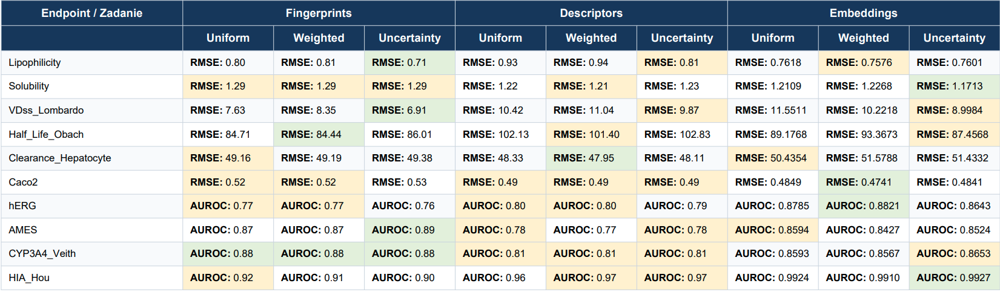 Endpoint / Zadanie Fingerprints Descriptors Embeddings
Uniform Weighted Uncertainty Uniform Weighted Uncertainty Uniform Weighted Uncertainty
Lipophilicity RMSE: 0.80 RMSE: 0.81 RMSE: 0.71 RMSE: 0.93 RMSE: 0.94 RMSE: 0.81 RMSE: 0.7618 RMSE: 0.7576 RMSE: 0.7601
Solubility RMSE: 1.29 RMSE: 1.29 RMSE: 1.29 RMSE: 1.22 RMSE: 1.21 RMSE: 1.23 RMSE: 1.2109 RMSE: 1.2268 RMSE: 1.1713
VDss_Lombardo RMSE: 7.63 RMSE: 8.35 RMSE: 6.91 RMSE: 10.42 RMSE: 11.04 RMSE: 9.87 RMSE: 11.5511 RMSE: 10.2218 RMSE: 8.9984
Half_Life_Obach RMSE: 84.71 RMSE: 84.44 RMSE: 86.01 RMSE: 102.13 RMSE: 101.40 RMSE: 102.83 RMSE: 89.1768 RMSE: 93.3673 RMSE: 87.4568
Clearance_Hepatocyte RMSE: 49.16 RMSE: 49.19 RMSE: 49.38 RMSE: 48.33 RMSE: 47.95 RMSE: 48.11 RMSE: 50.4354 RMSE: 51.5788 RMSE: 51.4332
Caco2 RMSE: 0.52 RMSE: 0.52 RMSE: 0.53 RMSE: 0.49 RMSE: 0.49 RMSE: 0.49 RMSE: 0.4849 RMSE: 0.4741 RMSE: 0.4841
hERG AUROC: 0.77 AUROC: 0.77 AUROC: 0.76 AUROC: 0.80 AUROC: 0.80 AUROC: 0.79 AUROC: 0.8785 AUROC: 0.8821 AUROC: 0.8643
AMES AUROC: 0.87 AUROC: 0.87 AUROC: 0.89 AUROC: 0.78 AUROC: 0.77 AUROC: 0.78 AUROC: 0.8594 AUROC: 0.8427 AUROC: 0.8524
CYP3A4_Veith AUROC: 0.88 AUROC: 0.88 AUROC: 0.88 AUROC: 0.81 AUROC: 0.81 AUROC: 0.81 AUROC: 0.8593 AUROC: 0.8567 AUROC: 0.8653
HIA_Hou AUROC: 0.92 AUROC: 0.91 AUROC: 0.90 AUROC: 0.96 AUROC: 0.97 AUROC: 0.97 AUROC: 0.9924 AUROC: 0.9910 AUROC: 0.9927